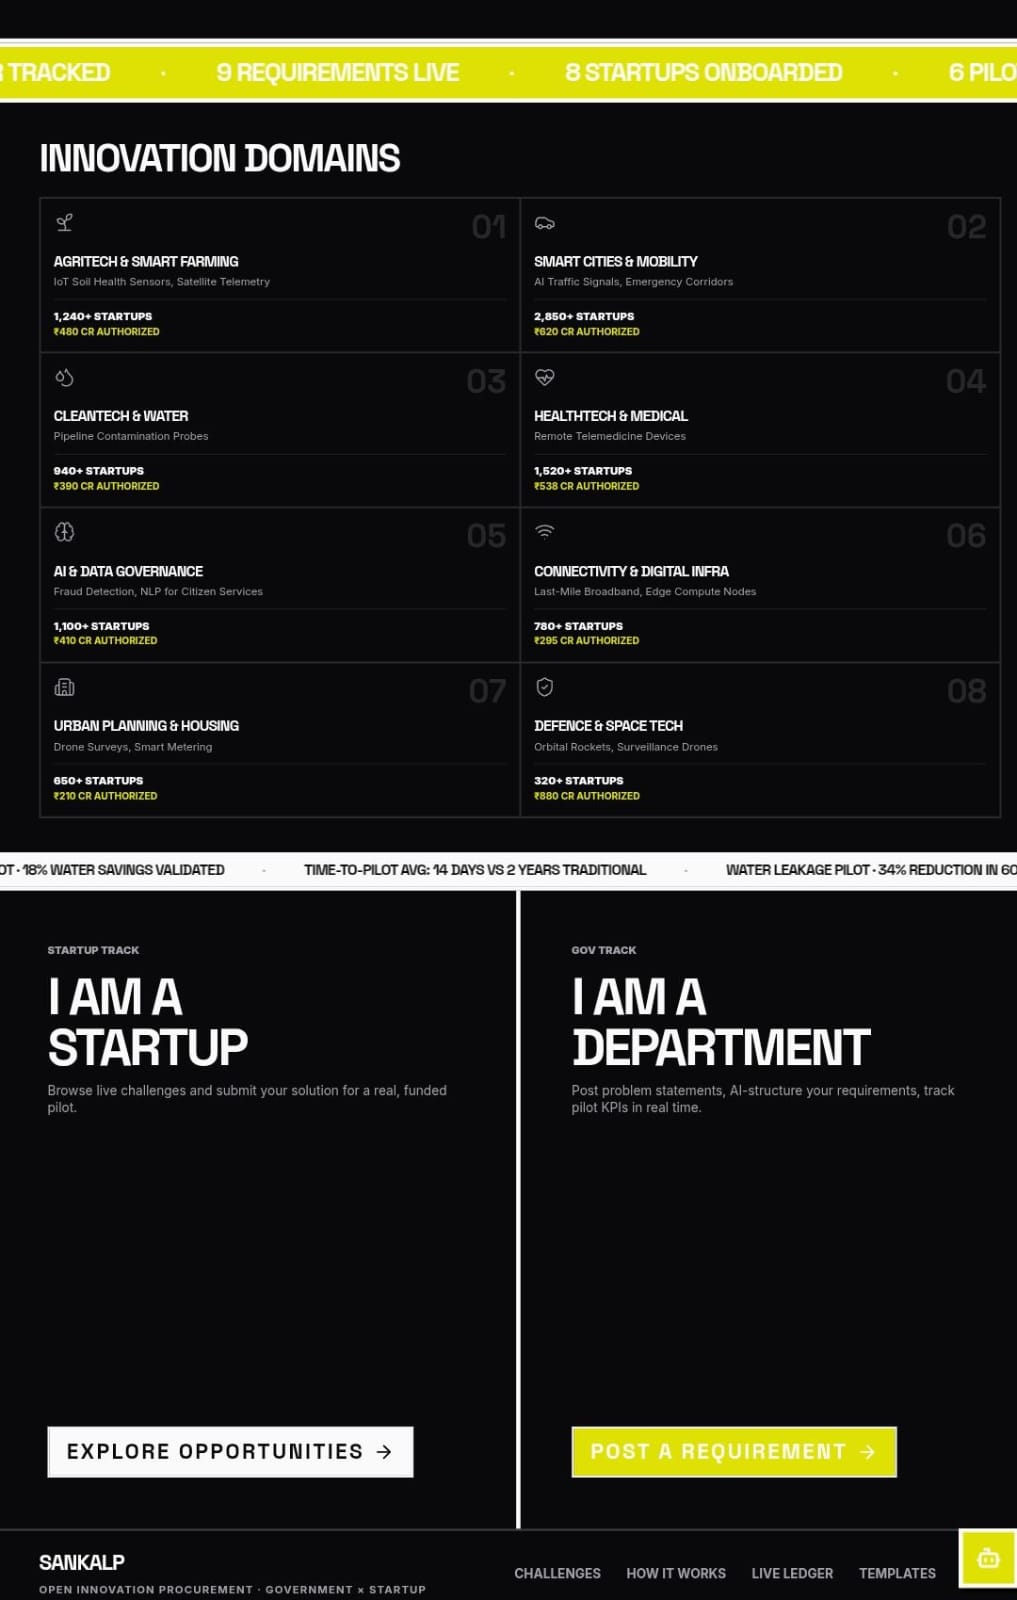 TRACKED · 9 REQUIREMENTS LIVE · 8 STARTUPS ONBOARDED · 6 PILO
INNOVATION DOMAINS
01
AGRITECH & SMART FARMING
IoT Soil Health Sensors, Satellite Telemetry
1,240+ STARTUPS
₹480 CR AUTHORIZED
02
SMART CITIES & MOBILITY
AI Traffic Signals, Emergency Corridors
2,850+ STARTUPS
₹620 CR AUTHORIZED
03
CLEANTECH & WATER
Pipeline Contamination Probes
940+ STARTUPS
₹390 CR AUTHORIZED
04
HEALTHTECH & MEDICAL
Remote Telemedicine Devices
1,520+ STARTUPS
₹538 CR AUTHORIZED
05
AI & DATA GOVERNANCE
Fraud Detection, NLP for Citizen Services
1,100+ STARTUPS
₹410 CR AUTHORIZED
06
CONNECTIVITY & DIGITAL INFRA
Last-Mile Broadband, Edge Compute Nodes
780+ STARTUPS
₹295 CR AUTHORIZED
07
URBAN PLANNING & HOUSING
Drone Surveys, Smart Metering
650+ STARTUPS
₹210 CR AUTHORIZED
08
DEFENCE & SPACE TECH
Orbital Rockets, Surveillance Drones
320+ STARTUPS
₹880 CR AUTHORIZED
OT · 18% WATER SAVINGS VALIDATED · TIME-TO-PILOT AVG: 14 DAYS VS 2 YEARS TRADITIONAL · WATER LEAKAGE PILOT · 34% REDUCTION IN 60
STARTUP TRACK
I AM A
STARTUP
Browse live challenges and submit your solution for a real, funded
pilot.
EXPLORE OPPORTUNITIES →
GOV TRACK
I AM A
DEPARTMENT
Post problem statements, AI-structure your requirements, track
pilot KPIs in real time.
POST A REQUIREMENT →
SANKALP
OPEN INNOVATION PROCUREMENT · GOVERNMENT × STARTUP
CHALLENGES HOW IT WORKS LIVE LEDGER TEMPLATES